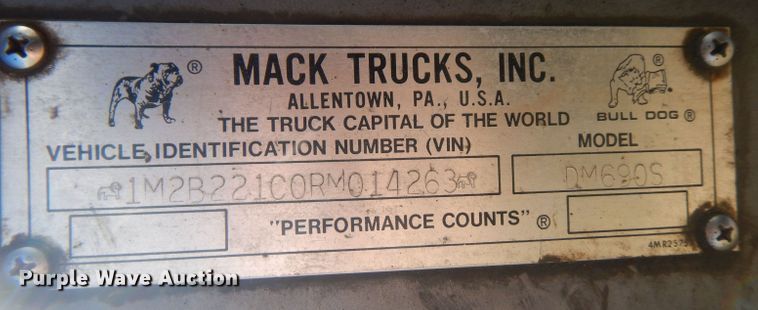 MACK TRUCKS, INC.
ALLENTOWN, PA., U.S.A.
THE TRUCK CAPITAL OF THE WORLD
®
BULL DOG ®
VEHICLE IDENTIFICATION NUMBER (VIN)
MODEL
1M2B221C0RM014263
DM690S
"PERFORMANCE COUNTS" ®
Purple Wave Auction